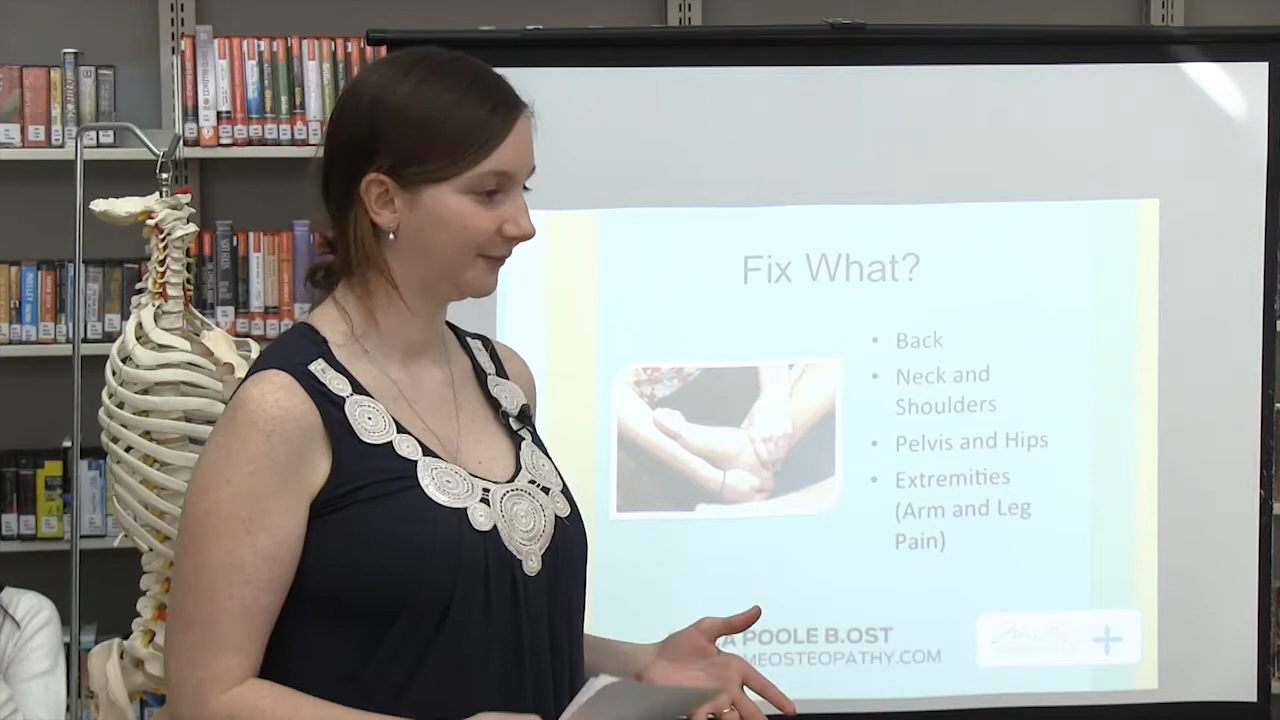 Fix What?
• Back
• Neck and
Shoulders
• Pelvis and Hips
• Extremities
(Arm and Leg
Pain)
A POOLE B.OST
MEOSTEOPATHY.COM